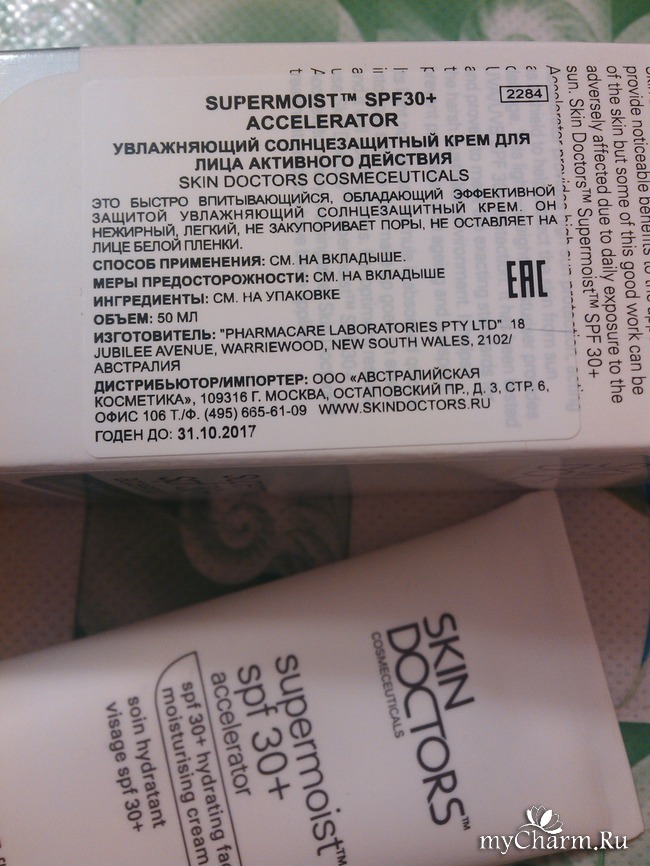 SUPERMOIST™ SPF30+
2284
ACCELERATOR
УВЛАЖНЯЮЩИЙ СОЛНЦЕЗАЩИТНЫЙ КРЕМ ДЛЯ
ЛИЦА АКТИВНОГО ДЕЙСТВИЯ
SKIN DOCTORS COSMECEUTICALS
ЭТО БЫСТРО ВПИТЫВАЮЩИЙСЯ, ОБЛАДАЮЩИЙ ЭФФЕКТИВНОЙ
ЗАЩИТОЙ УВЛАЖНЯЮЩИЙ СОЛНЦЕЗАЩИТНЫЙ КРЕМ. ОН
НЕЖИРНЫЙ, ЛЕГКИЙ, НЕ ЗАКУПОРИВАЕТ ПОРЫ, НЕ ОСТАВЛЯЕТ НА
ЛИЦЕ БЕЛОЙ ПЛЕНКИ.
СПОСОБ ПРИМЕНЕНИЯ: СМ. НА ВКЛАДЫШЕ.
МЕРЫ ПРЕДОСТОРОЖНОСТИ: СМ. НА ВКЛАДЫШЕ
ИНГРЕДИЕНТЫ: СМ. НА УПАКОВКЕ
ОБЪЕМ: 50 МЛ
EAC
ИЗГОТОВИТЕЛЬ: "PHARMACARE LABORATORIES PTY LTD" 18
JUBILEE AVENUE, WARRIEWOOD, NEW SOUTH WALES, 2102/
АВСТРАЛИЯ
ДИСТРИБЬЮТОР/ИМПОРТЕР: ООО «АВСТРАЛИЙСКАЯ
КОСМЕТИКА», 109316 Г. МОСКВА, ОСТАПОВСКИЙ ПР., Д. 3, СТР. 6,
ОФИС 106 Т./Ф. (495) 665-61-09 WWW.SKINDOCTORS.RU
ГОДЕН ДО: 31.10.2017
provide noticeable benefits to the
of the skin but some of this good work can be
adversely affected due to daily exposure to the
sun. Skin Doctors™ Supermoist™ SPF 30+
SKIN
DOCTORS™
COSMECEUTICALS
supermoist™
spf 30+
accelerator
spf 30+ hydrating
moisturising cream
soin hydratant
visage spf 30+
myCharm.Ru